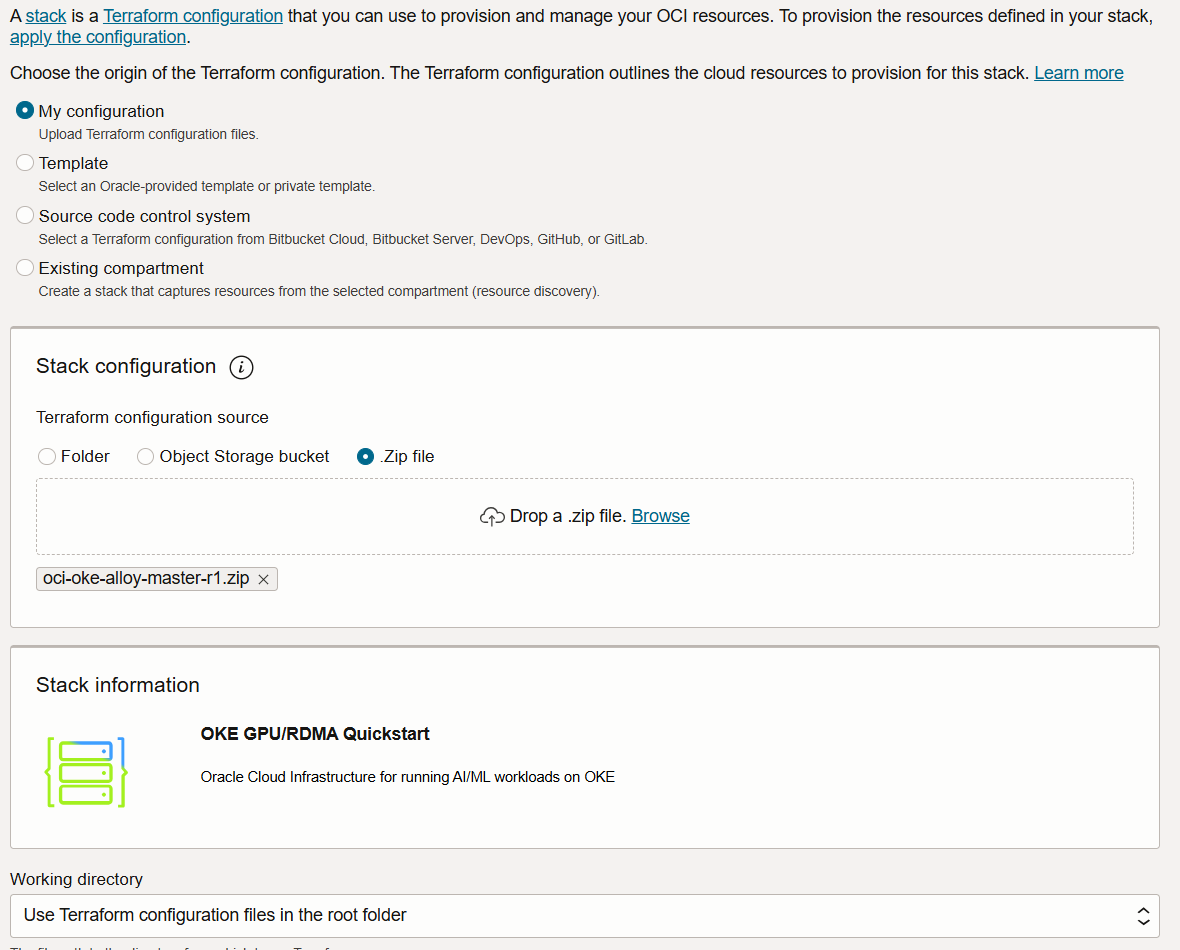 A stack is a Terraform configuration that you can use to provision and manage your OCI resources. To provision the resources defined in your stack,
apply the configuration.
Choose the origin of the Terraform configuration. The Terraform configuration outlines the cloud resources to provision for this stack. Learn more
My configuration
Upload Terraform configuration files.
Template
Select an Oracle-provided template or private template.
Source code control system
Select a Terraform configuration from Bitbucket Cloud, Bitbucket Server, DevOps, GitHub, or GitLab.
Existing compartment
Create a stack that captures resources from the selected compartment (resource discovery).
Stack configuration
Terraform configuration source
Folder Object Storage bucket .Zip file
Drop a .zip file. Browse
oci-oke-alloy-master-r1.zip
Stack information
OKE GPU/RDMA Quickstart
Oracle Cloud Infrastructure for running AI/ML workloads on OKE
Working directory
Use Terraform configuration files in the root folder